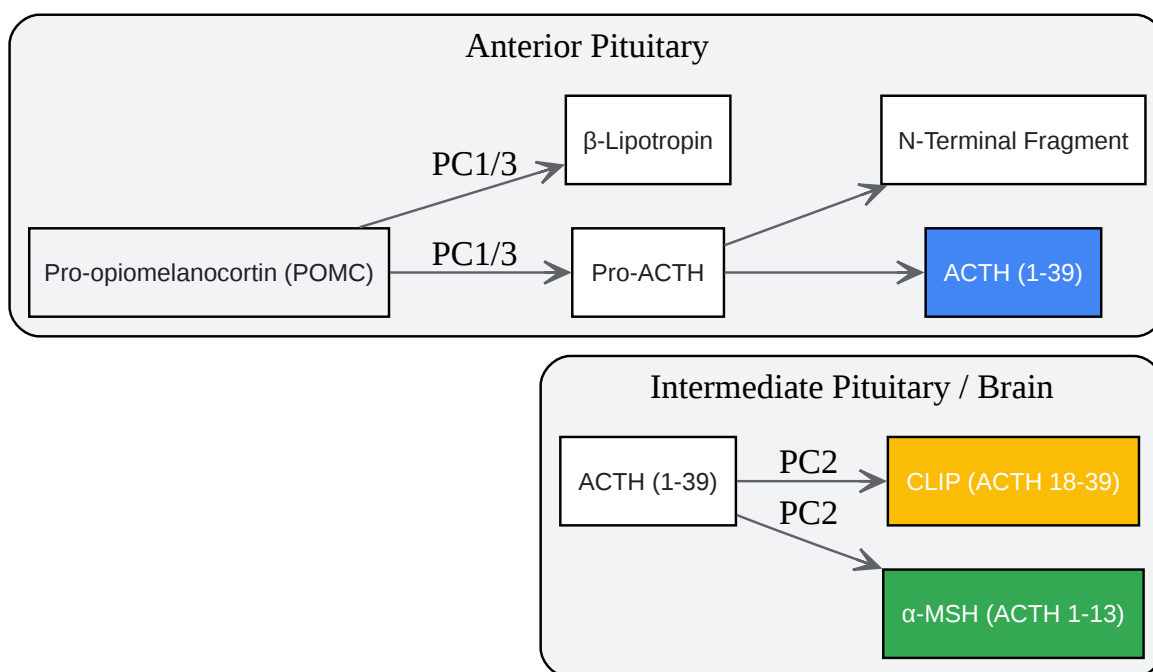 Anterior Pituitary
β-Lipotropin
N-Terminal Fragment
PC1/3
Pro-opiomelanocortin (POMC)
PC1/3
Pro-ACTH
ACTH (1-39)
Intermediate Pituitary / Brain
ACTH (1-39)
PC2
CLIP (ACTH 18-39)
PC2
α-MSH (ACTH 1-13)